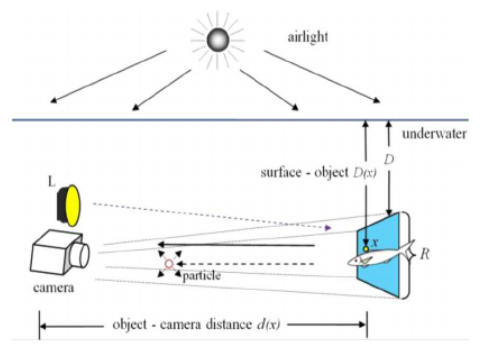 airlight
underwater
D
surface - object D(x)
L
x
R
particle
camera
object - camera distance d(x)